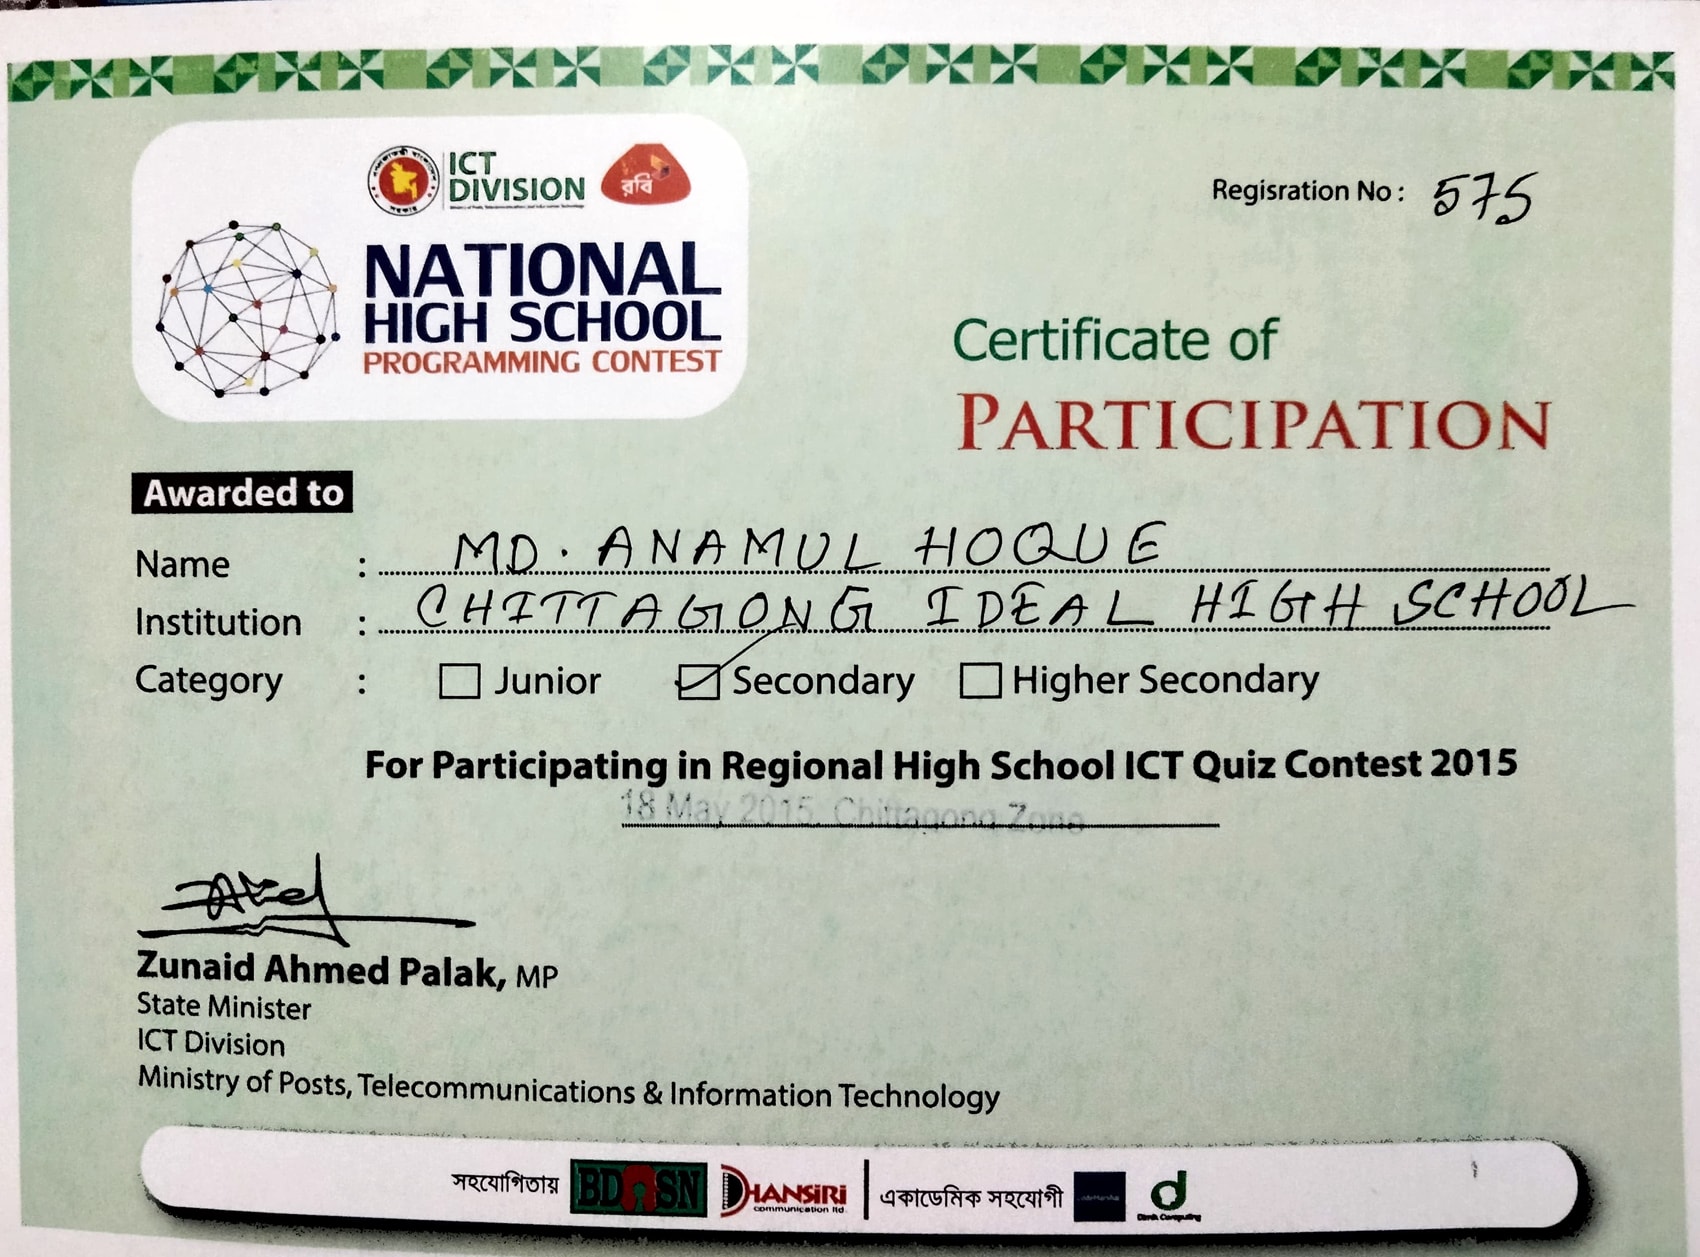 ICT
DIVISION
রবি
Regisration No : 575
NATIONAL
HIGH SCHOOL
PROGRAMMING CONTEST
Certificate of
PARTICIPATION
Awarded to
Name : MD. ANAMUL HOQUE
Institution : CHITTAGONG IDEAL HIGH SCHOOL
Category : Junior Secondary Higher Secondary
For Participating in Regional High School ICT Quiz Contest 2015
18 May 2015, Chittagong Zone
Zunaid Ahmed Palak, MP
State Minister
ICT Division
Ministry of Posts, Telecommunications & Information Technology
সহযোগিতায় BDOSN DHANSIRI communication ltd. একাডেমিক সহযোগী Dimik Computing